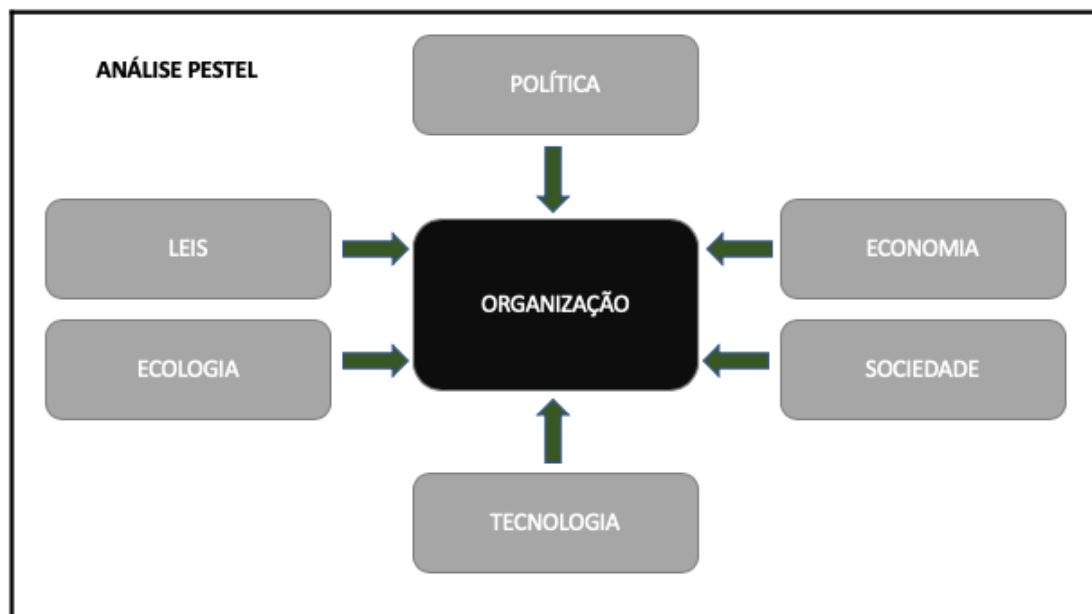 ANÁLISE PESTEL
POLÍTICA
LEIS
ECONOMIA
ORGANIZAÇÃO
ECOLOGIA
SOCIEDADE
TECNOLOGIA